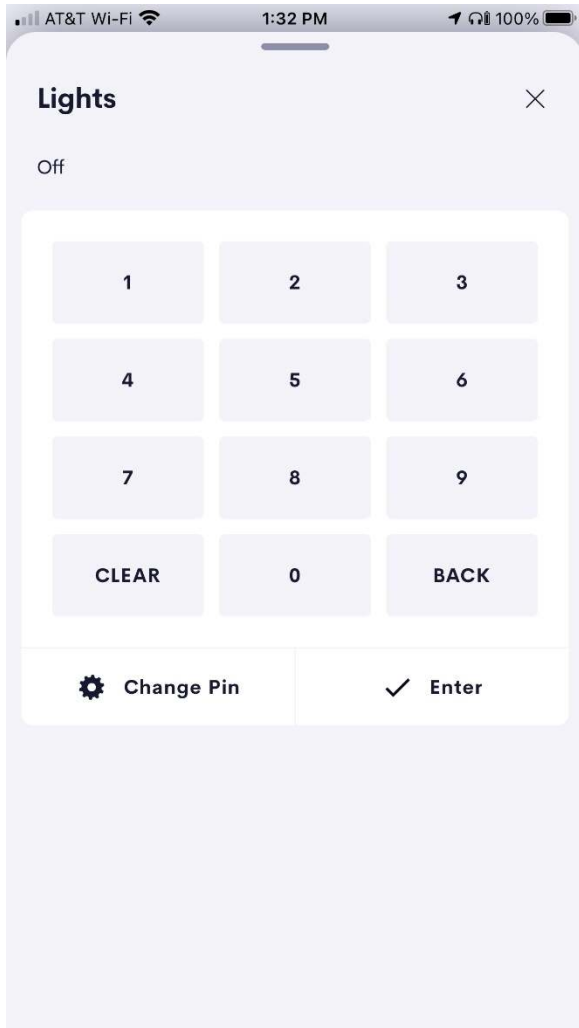 AT&T Wi-Fi 1:32 PM 100%
Lights
Off
1 2 3
4 5 6
7 8 9
CLEAR 0 BACK
Change Pin Enter